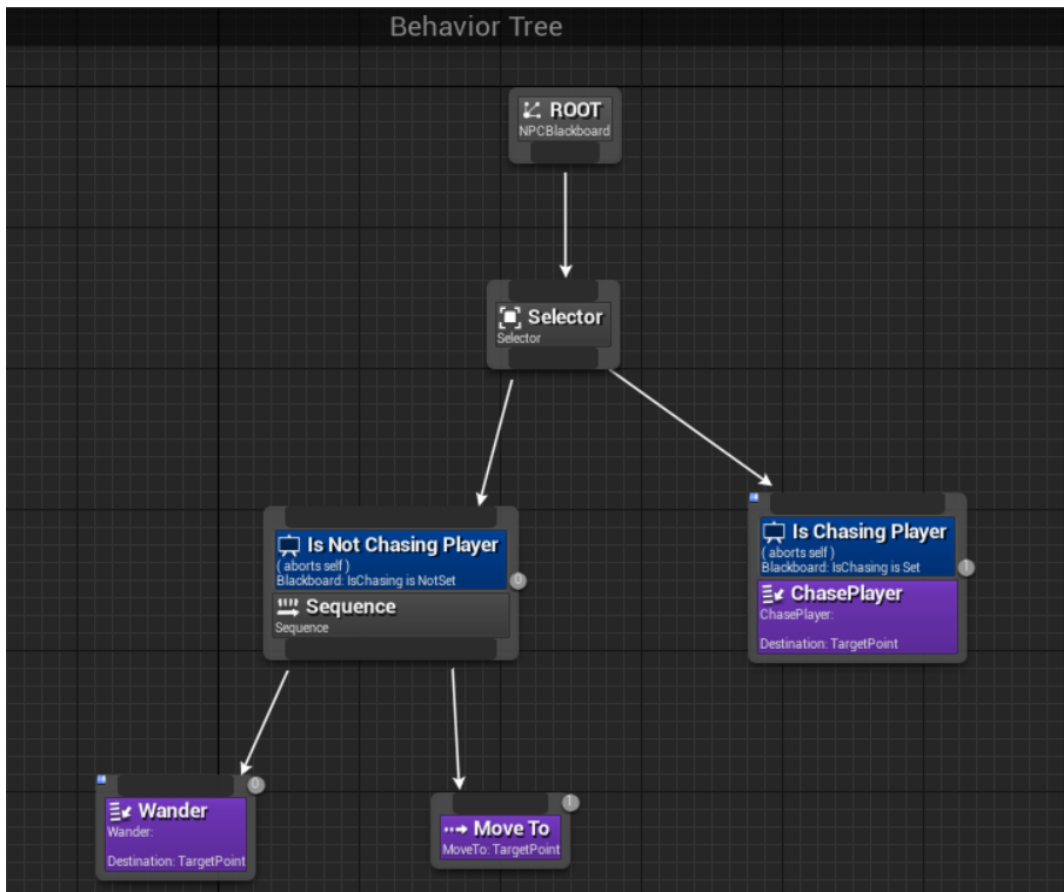 Behavior Tree
ROOT
NPCBlackboard
Selector
Selector
Is Not Chasing Player
( aborts self )
Blackboard: IsChasing is NotSet
0
Sequence
Sequence
Is Chasing Player
( aborts self )
Blackboard: IsChasing is Set
1
ChasePlayer
ChasePlayer:
Destination: TargetPoint
0
Wander
Wander:
Destination: TargetPoint
1
Move To
MoveTo: TargetPoint